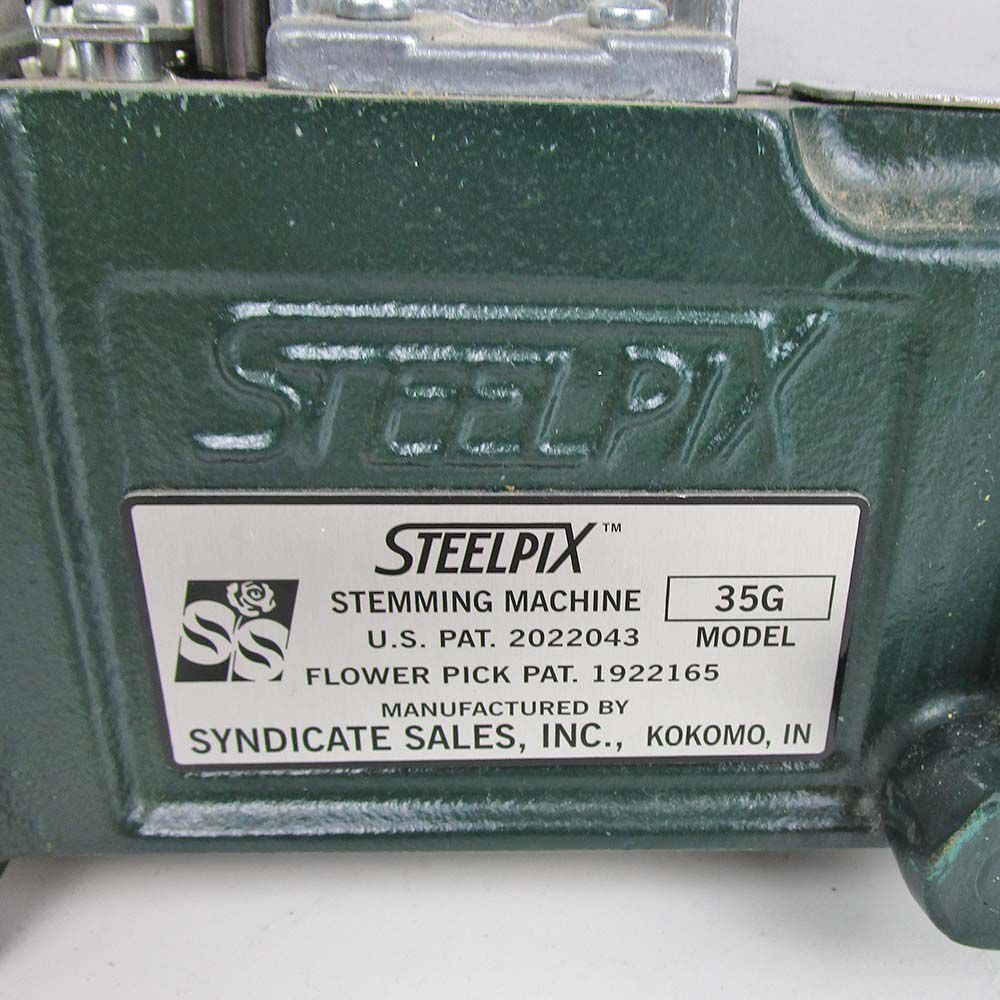 STEELPIX
STEELPIX™
STEMMING MACHINE
35G
U.S. PAT. 2022043
MODEL
SS
FLOWER PICK PAT. 1922165
MANUFACTURED BY
SYNDICATE SALES, INC., KOKOMO, IN